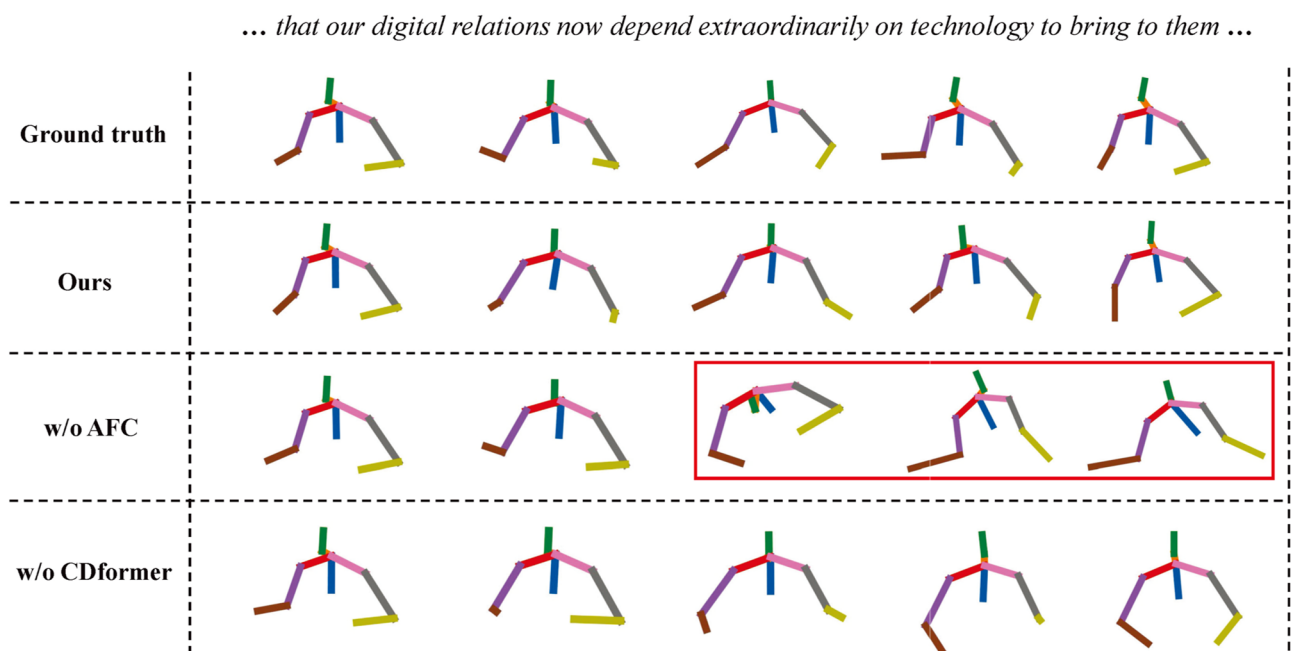 ... that our digital relations now depend extraordinarily on technology to bring to them ...
Ground truth
Ours
w/o AFC
w/o CDformer